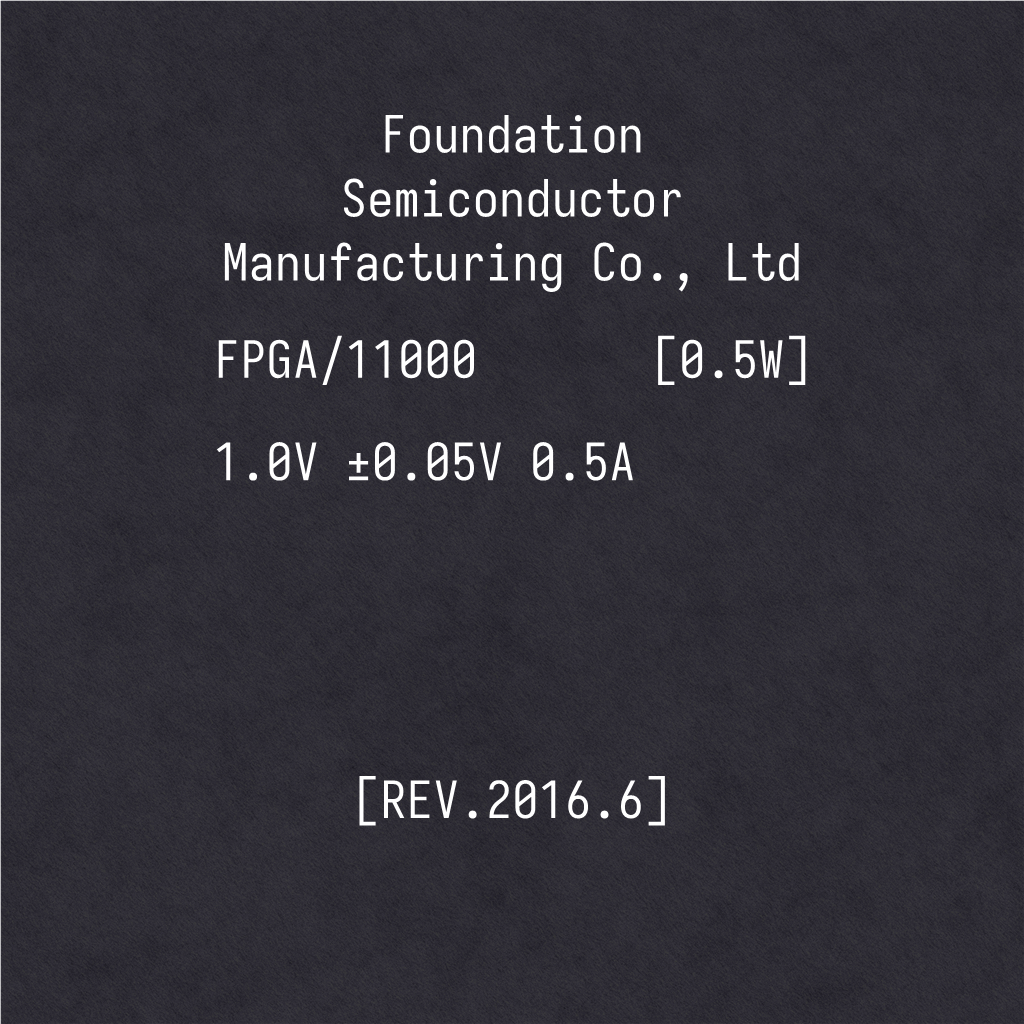 Foundation
Semiconductor
Manufacturing Co., Ltd
FPGA/11000 [0.5W]
1.0V ±0.05V 0.5A
[REV.2016.6]